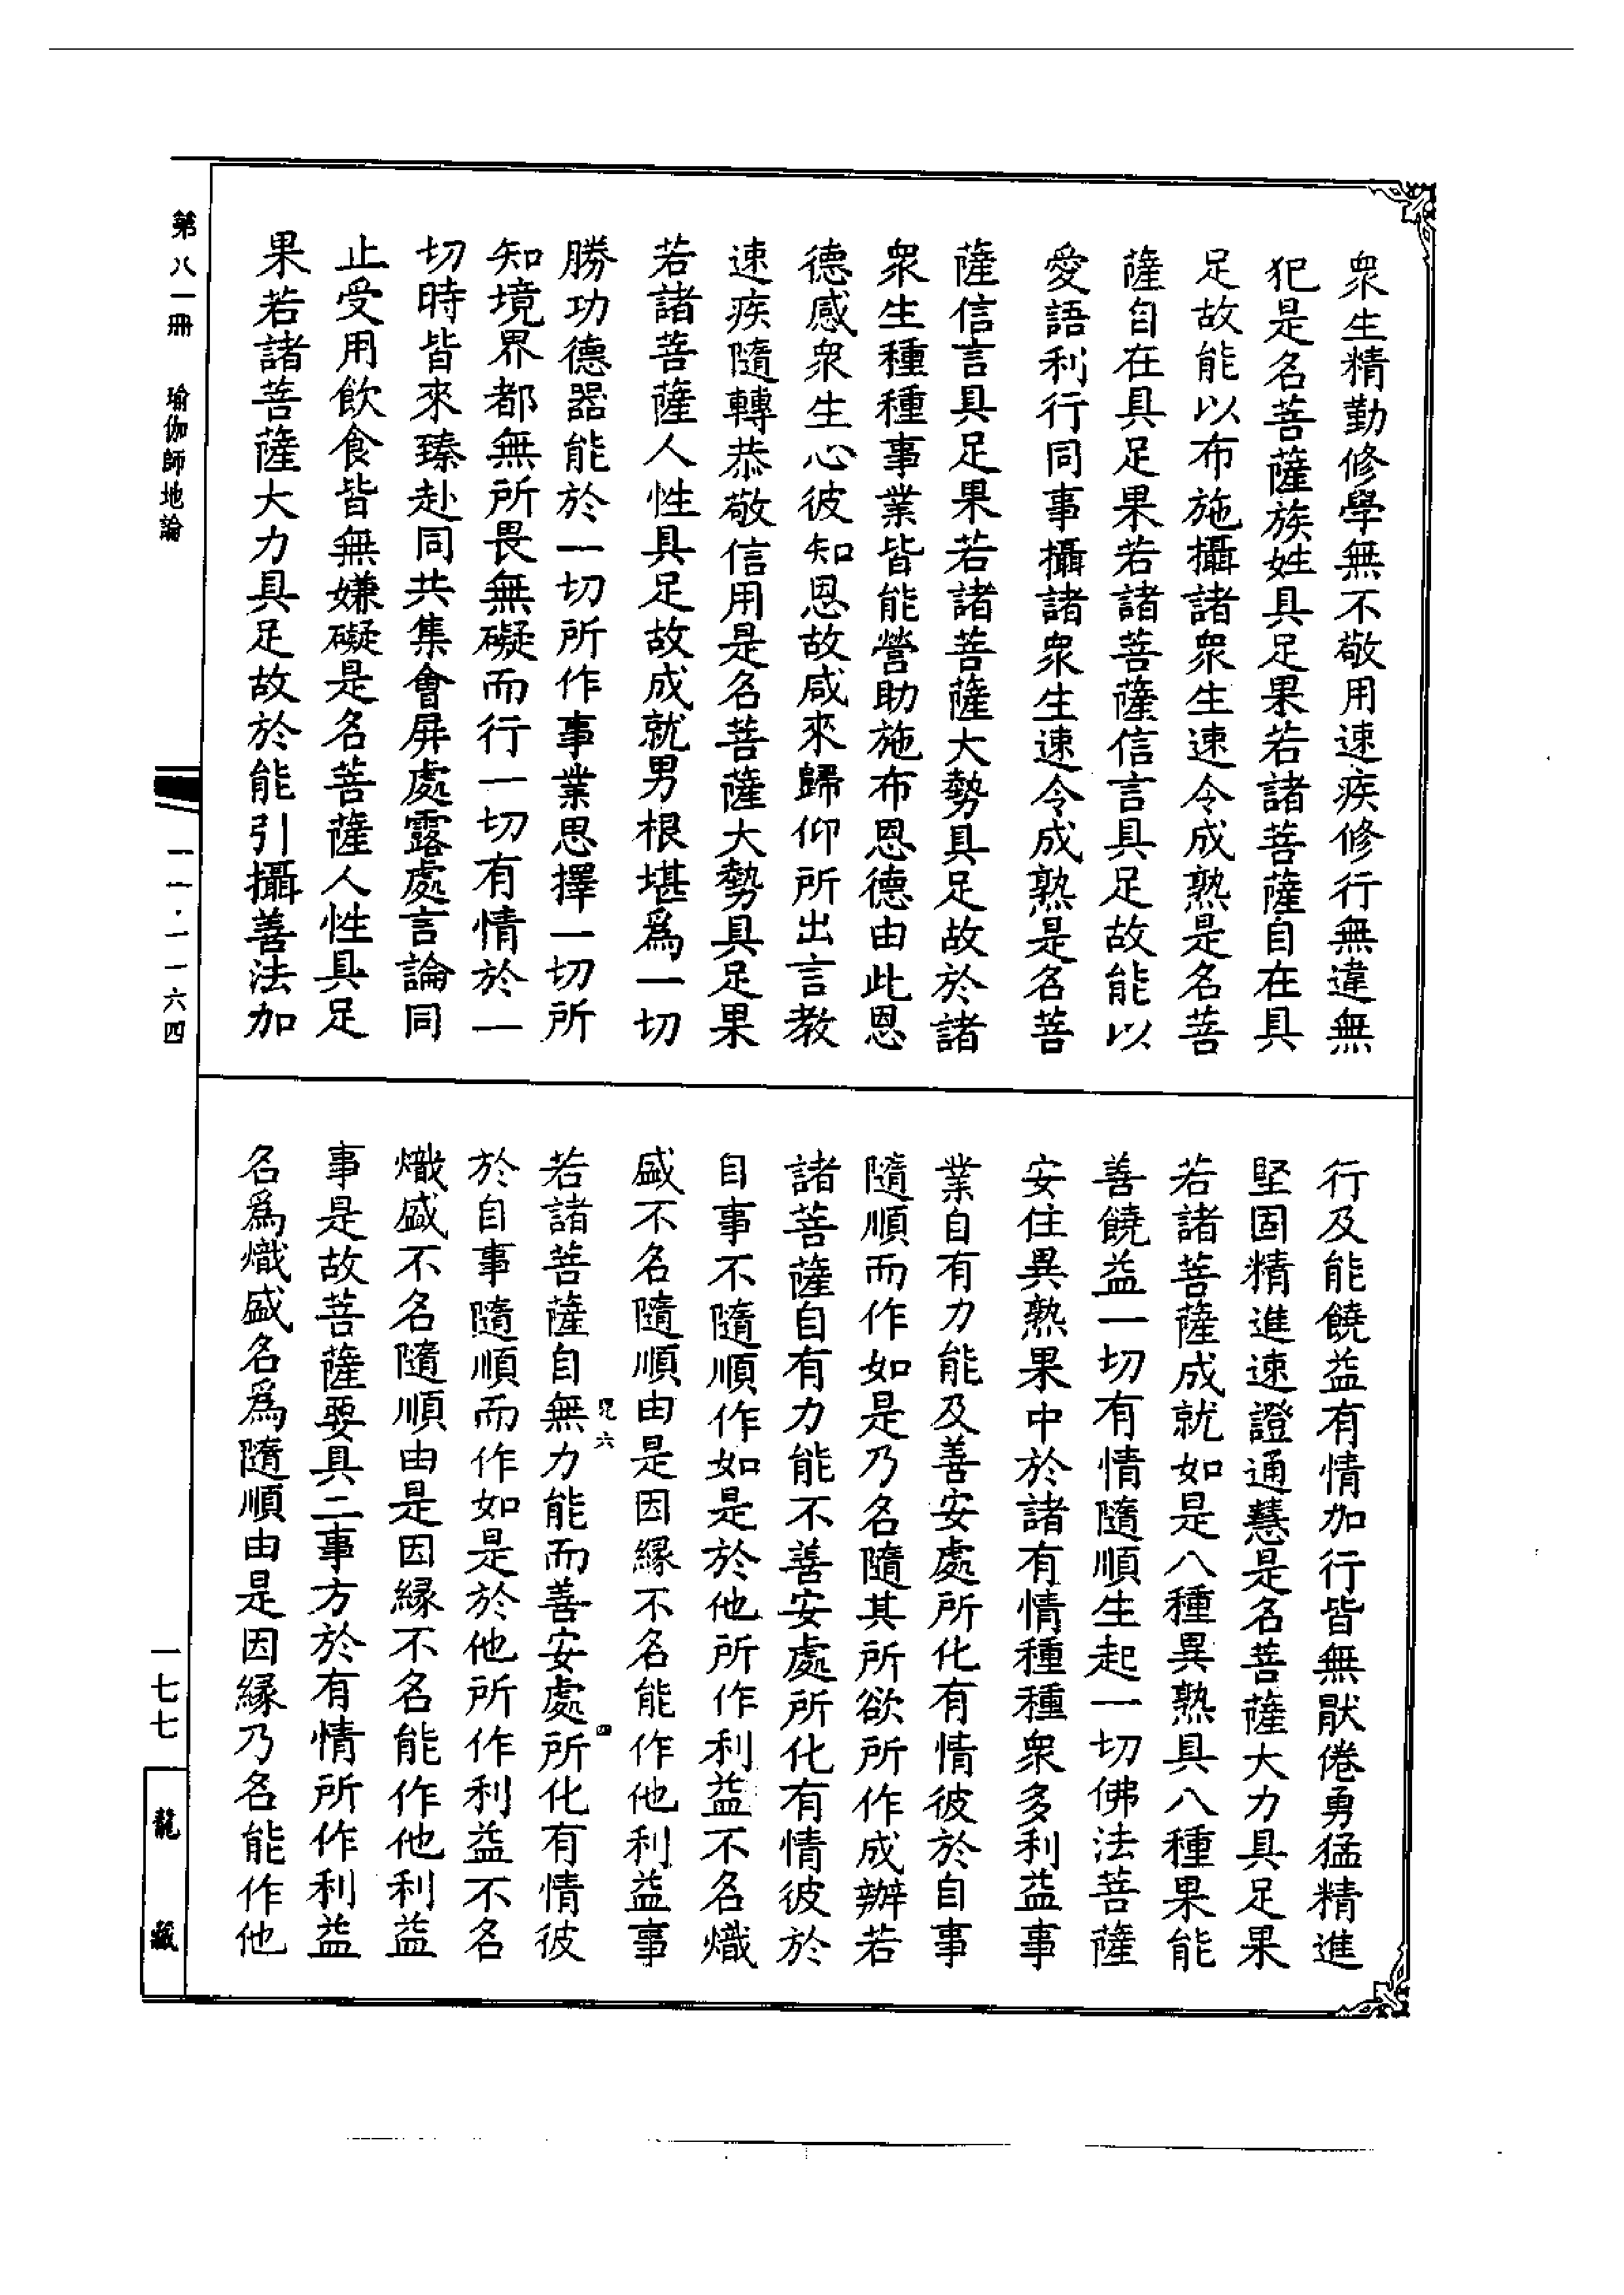 衆生精勤修學無不敬用速疾修行無違無
犯是名菩薩族姓具足果若諸菩薩自在具
足故能以布施攝諸衆生速令成熟是名菩
薩自在具足果若諸菩薩信言具足故能以
愛語利行同事攝諸衆生速令成熟是名菩
薩信言具足果若諸菩薩大勢具足故於諸
衆生種種事業皆能營助施布恩德由此恩
德感衆生心彼知恩故咸來歸仰所出言教
速疾隨轉恭敬信用是名菩薩大勢具足果
若諸菩薩人性具足故成就男根堪爲一切
勝功德器能於一切所作事業思擇一切所
知境界都無所畏無礙而行一切有情於一
切時皆來臻赴同共集會屏處露處言論同
止受用飲食皆無嫌礙是名菩薩人性具足
果若諸菩薩大力具足故於能引攝善法加
行及能饒益有情加行皆無厭倦勇猛精進
堅固精進速證通慧是名菩薩大力具足果
若諸菩薩成就如是八種異熟具八種果能
善饒益一切有情隨順生起一切佛法菩薩
安住異熟果中於諸有情種種衆多利益事
業自有力能及善安處所化有情彼於自事
隨順而作如是乃名隨其所欲所作成辦若
諸菩薩自有力能不善安處所化有情彼於
自事不隨順作如是於他所作利益不名熾
盛不名隨順由是因緣不名能作他利益事
若諸菩薩自無力能而善安處所化有情彼
於自事隨順而作如是於他所作利益不名
熾盛不名隨順由是因緣不名能作他利益
事是故菩薩要具二事方於有情所作利益
名爲熾盛名爲隨順由是因緣乃名能作他
第八一冊 瑜伽師地論
一一·一一六四
一七七
龍藏